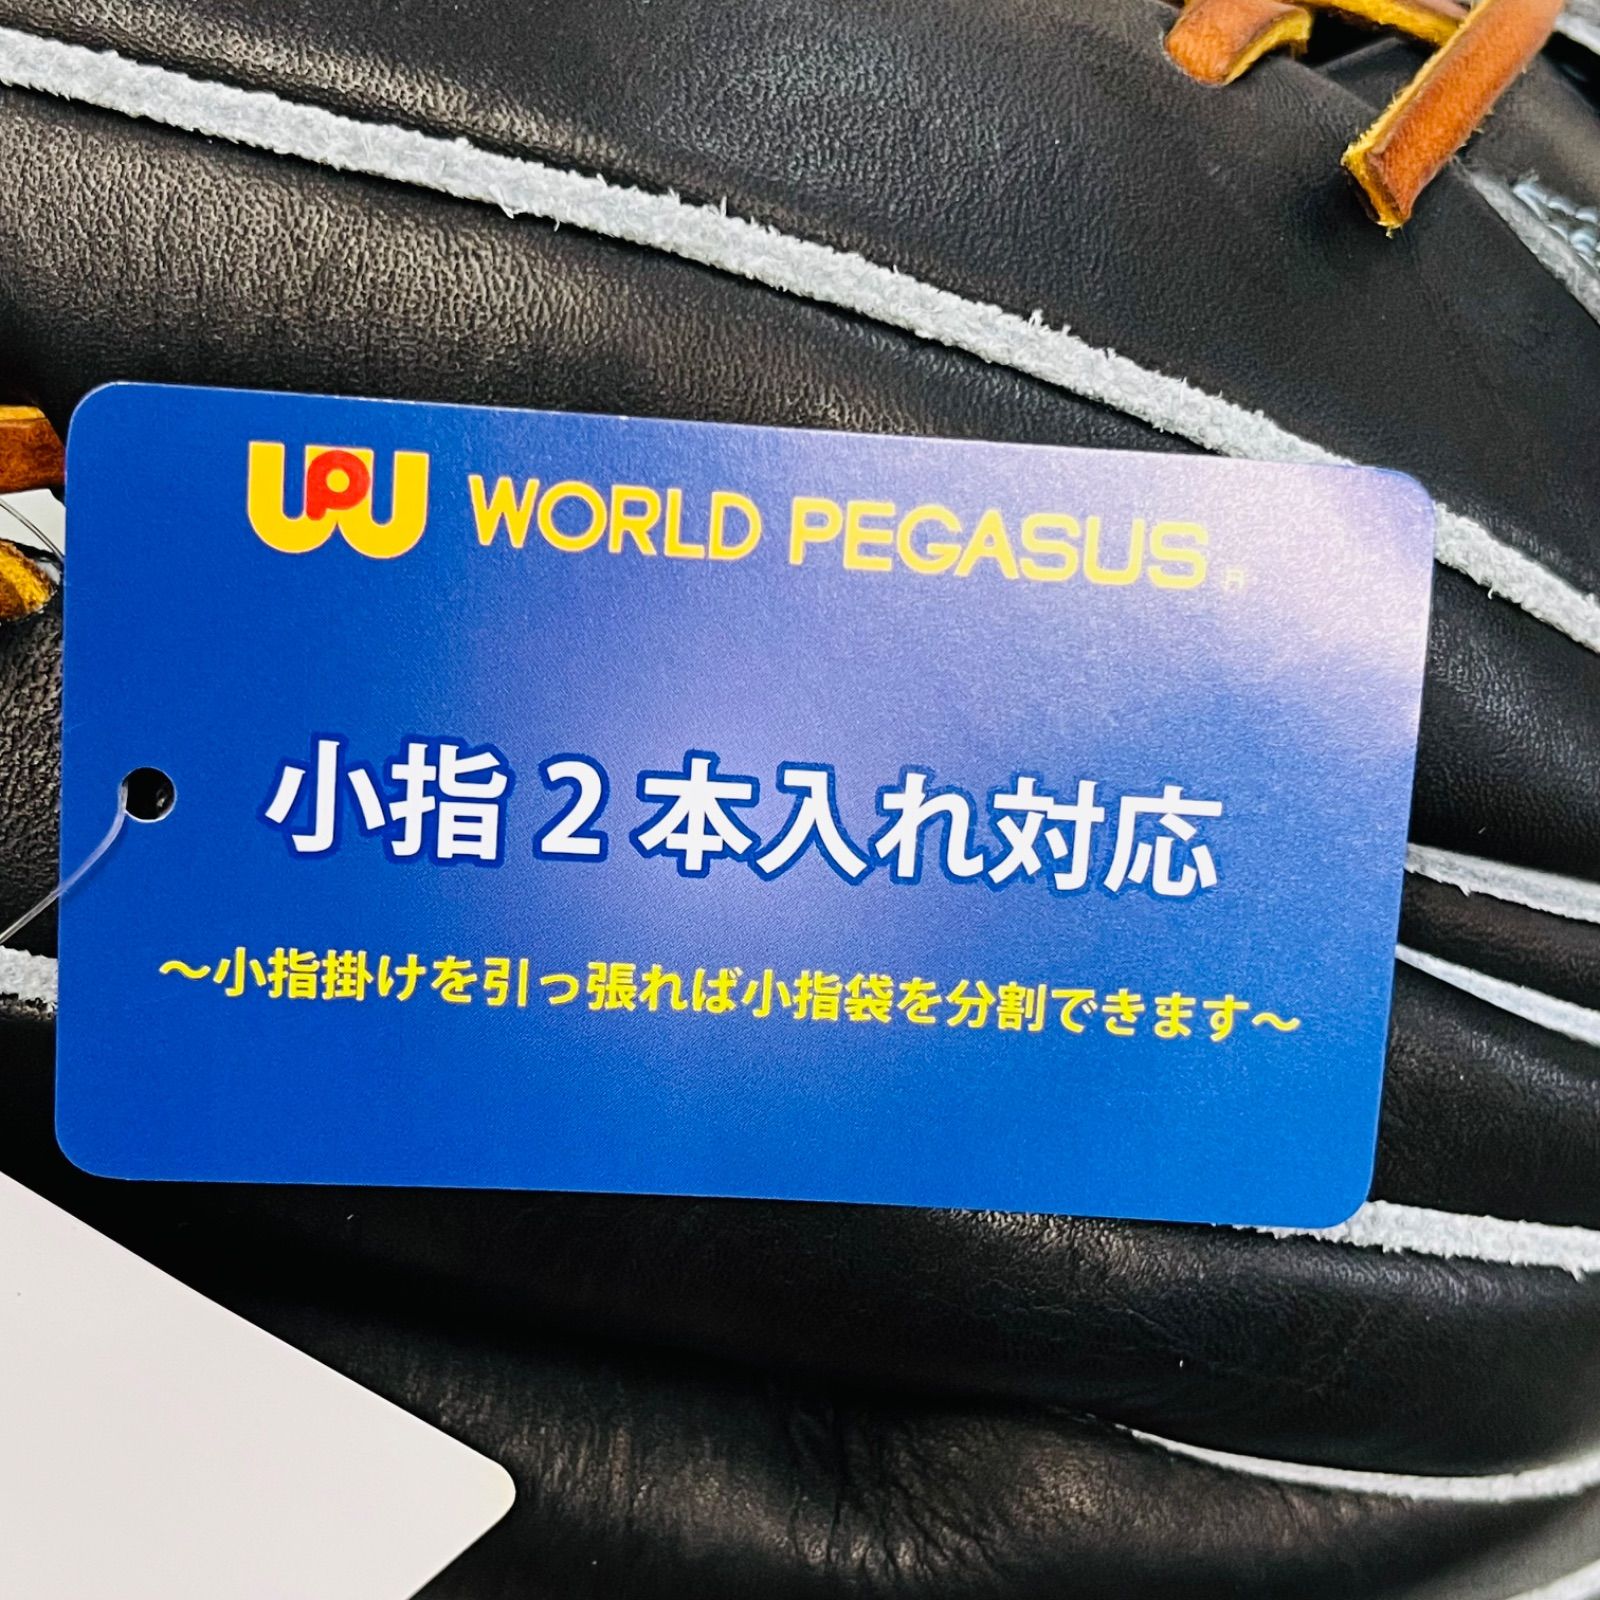 WPU WORLD PEGASUS
小指2本入れ対応
～小指掛けを引っ張れば小指袋を分割できます～